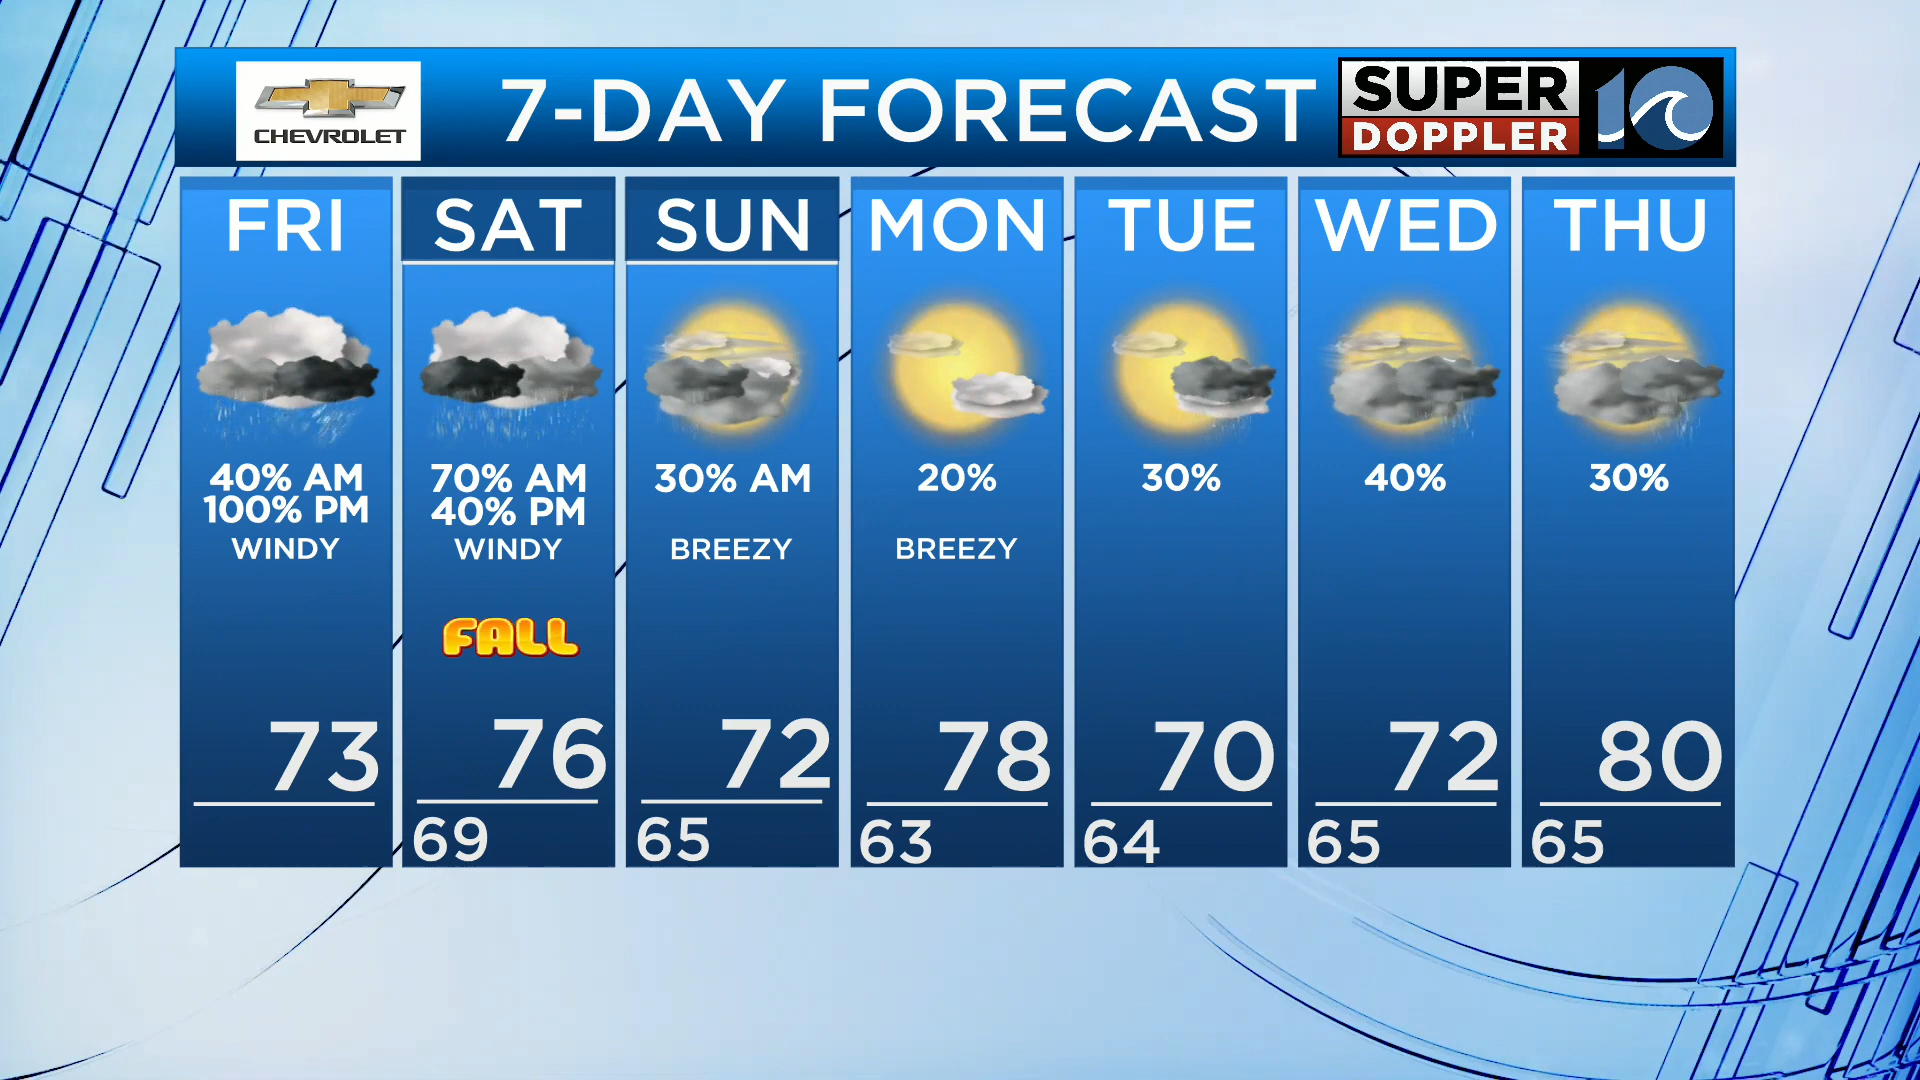 CHEVROLET
7-DAY FORECAST
SUPER
DOPPLER
10
FRI
40% AM
100% PM
WINDY
73
SAT
70% AM
40% PM
WINDY
FALL
76
69
SUN
30% AM
BREEZY
72
65
MON
20%
BREEZY
78
63
TUE
30%
70
64
WED
40%
72
65
THU
30%
80
65